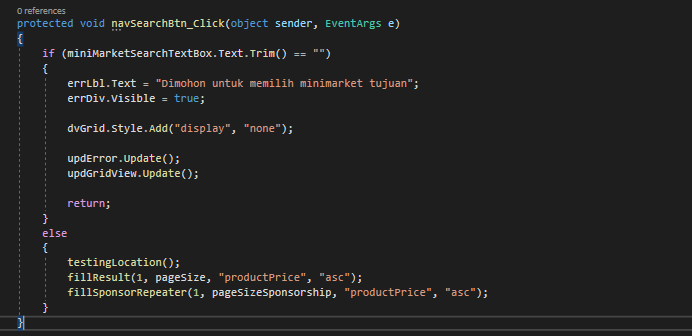 0 references
protected void navSearchBtn_Click(object sender, EventArgs e)
{
if (miniMarketSearchTextBox.Text.Trim() == "")
{
errLbl.Text = "Dimohon untuk memilih minimarket tujuan";
errDiv.Visible = true;
dvGrid.Style.Add("display", "none");
updError.Update();
updGridView.Update();
return;
}
else
{
testingLocation();
fillResult(1, pageSize, "productPrice", "asc");
fillSponsorRepeater(1, pageSizeSponsorship, "productPrice", "asc");
}
}